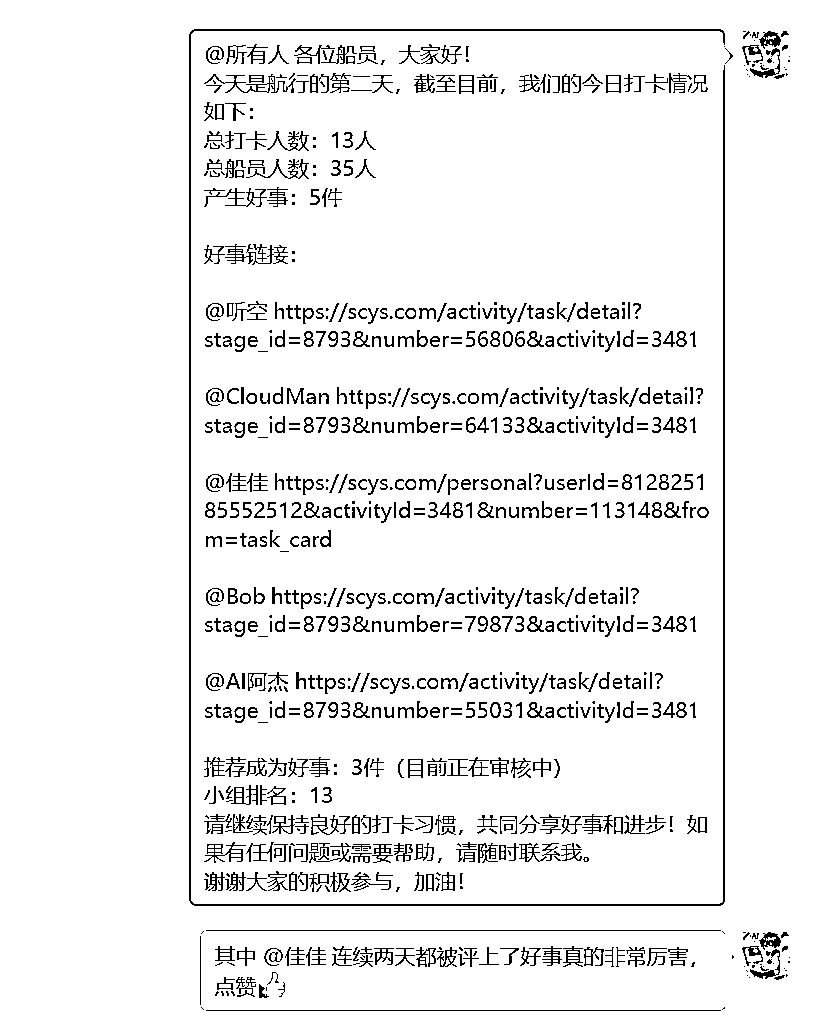 @所有人 各位船员，大家好！
今天是航行的第二天，截至目前，我们的今日打卡情况
如下：
总打卡人数：13人
总船员人数：35人
产生好事：5件
好事链接：
@听空 https://scys.com/activity/task/detail?
stage_id=8793&number=56806&activityId=3481
@CloudMan https://scys.com/activity/task/detail?
stage_id=8793&number=64133&activityId=3481
@佳佳 https://scys.com/personal?userId=8128251
85552512&activityId=3481&number=113148&fro
m=task_card
@Bob https://scys.com/activity/task/detail?
stage_id=8793&number=79873&activityId=3481
@AI阿杰 https://scys.com/activity/task/detail?
stage_id=8793&number=55031&activityId=3481
推荐成为好事：3件（目前正在审核中）
小组排名：13
请继续保持良好的打卡习惯，共同分享好事和进步！如
果有任何问题或需要帮助，请随时联系我。
谢谢大家的积极参与，加油！
其中 @佳佳 连续两天都被评上了好事真的非常厉害，
点赞